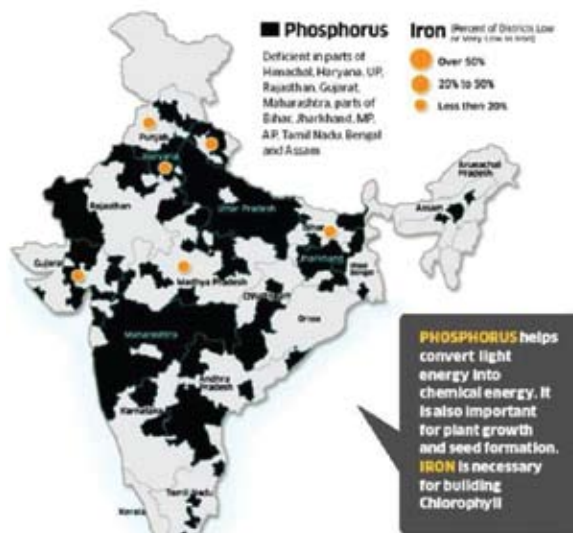 Phosphorus
Deficient in parts of
Himachal, Haryana, UP,
Rajasthan, Gujarat,
Maharashtra, parts of
Bihar, Jharkhand, MP,
AP, Tamil Nadu, Bengal
and Assam
Iron (Percent of Districts Low
or Very Low in Iron)
Over 50%
20% to 50%
Less then 20%
Punjab
Haryana
Rajasthan
Uttar Pradesh
Arunachal
Pradesh
Assam
Bihar
Jharkhand
West
Bengal
Gujarat
Madhya Pradesh
Orissa
Maharashtra
Andhra
Pradesh
Karnataka
Tamil Nadu
Kerala
PHOSPHORUS helps
convert light
energy into
chemical energy. It
is also important
for plant growth
and seed formation.
IRON is necessary
for building
Chlorophyll